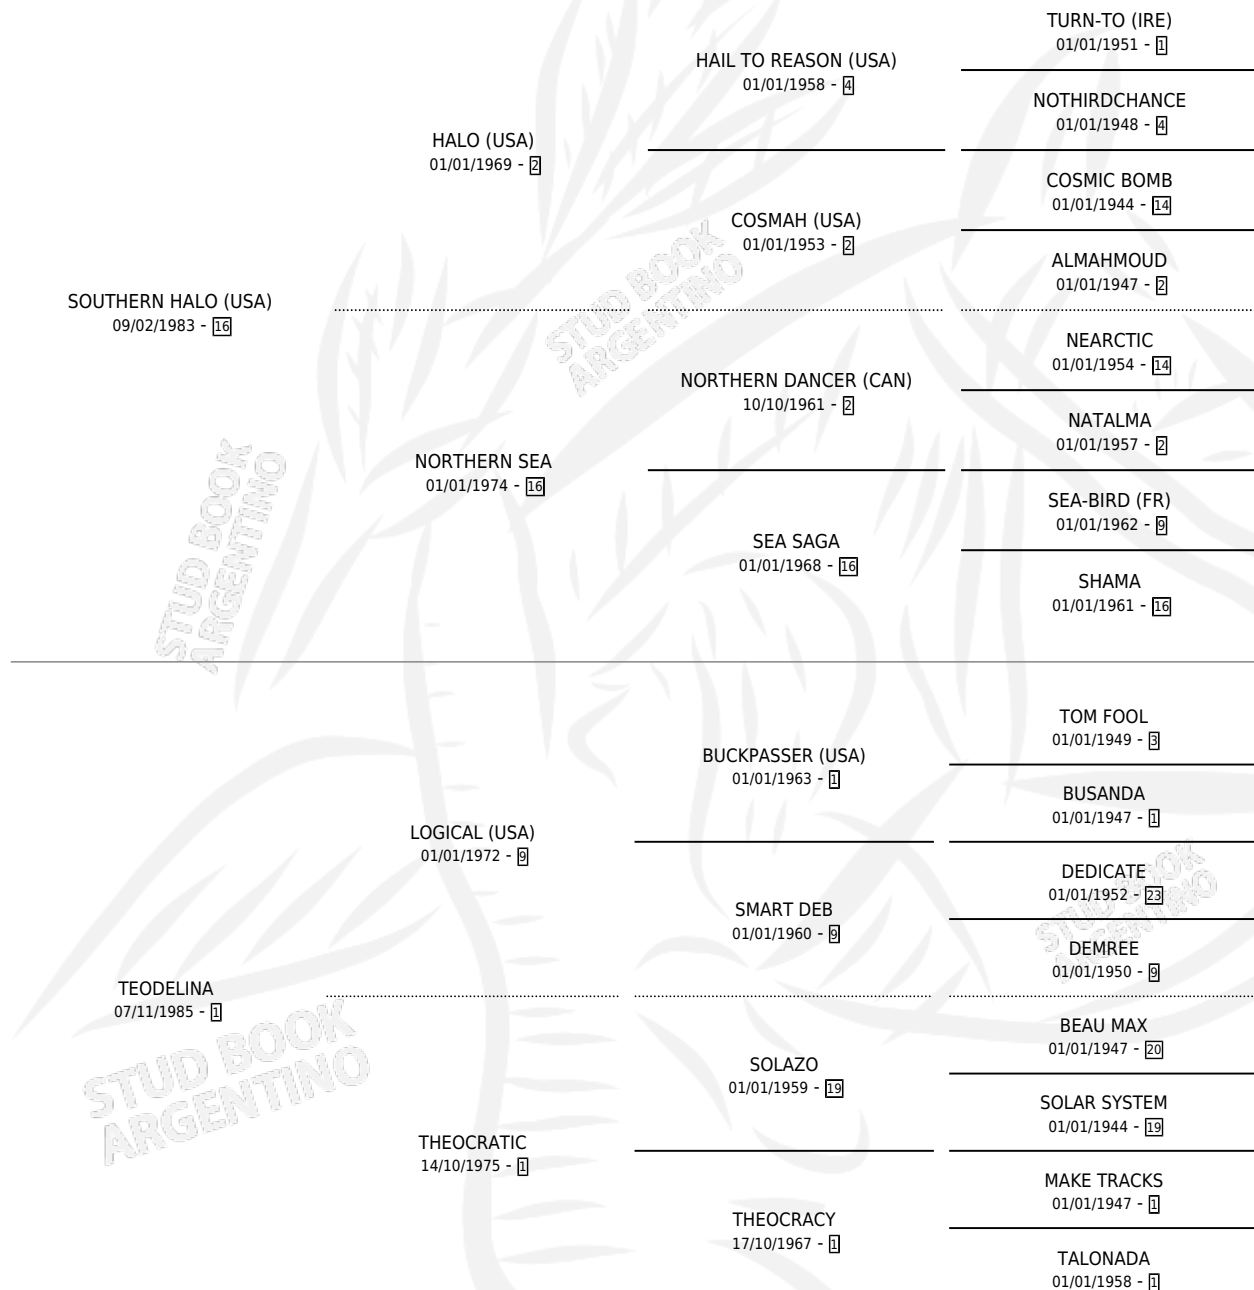 TURN-TO (IRE)
01/01/1951 - 1
HAIL TO REASON (USA)
01/01/1958 - 4
NOTHIRDCHANCE
01/01/1948 - 4
HALO (USA)
01/01/1969 - 2
COSMIC BOMB
01/01/1944 - 14
COSMAH (USA)
01/01/1953 - 2
ALMAHMOUD
01/01/1947 - 2
SOUTHERN HALO (USA)
09/02/1983 - 16
NEARCTIC
01/01/1954 - 14
NORTHERN DANCER (CAN)
10/10/1961 - 2
NATALMA
01/01/1957 - 2
NORTHERN SEA
01/01/1974 - 16
SEA-BIRD (FR)
01/01/1962 - 9
SEA SAGA
01/01/1968 - 16
SHAMA
01/01/1961 - 16
TOM FOOL
01/01/1949 - 3
BUCKPASSER (USA)
01/01/1963 - 1
BUSANDA
01/01/1947 - 1
LOGICAL (USA)
01/01/1972 - 9
DEDICATE
01/01/1952 - 23
SMART DEB
01/01/1960 - 9
DEMREE
01/01/1950 - 9
TEODELINA
07/11/1985 - 1
BEAU MAX
01/01/1947 - 20
SOLAZO
01/01/1959 - 19
SOLAR SYSTEM
01/01/1944 - 19
THEOCRATIC
14/10/1975 - 1
MAKE TRACKS
01/01/1947 - 1
THEOCRACY
17/10/1967 - 1
TALONADA
01/01/1958 - 1
STUD BOOK
ARGENTINO
STUD BOOK
ARGENTINO
STUD BOOK
ARGENTINO
STUD BOOK
ARGENTINO